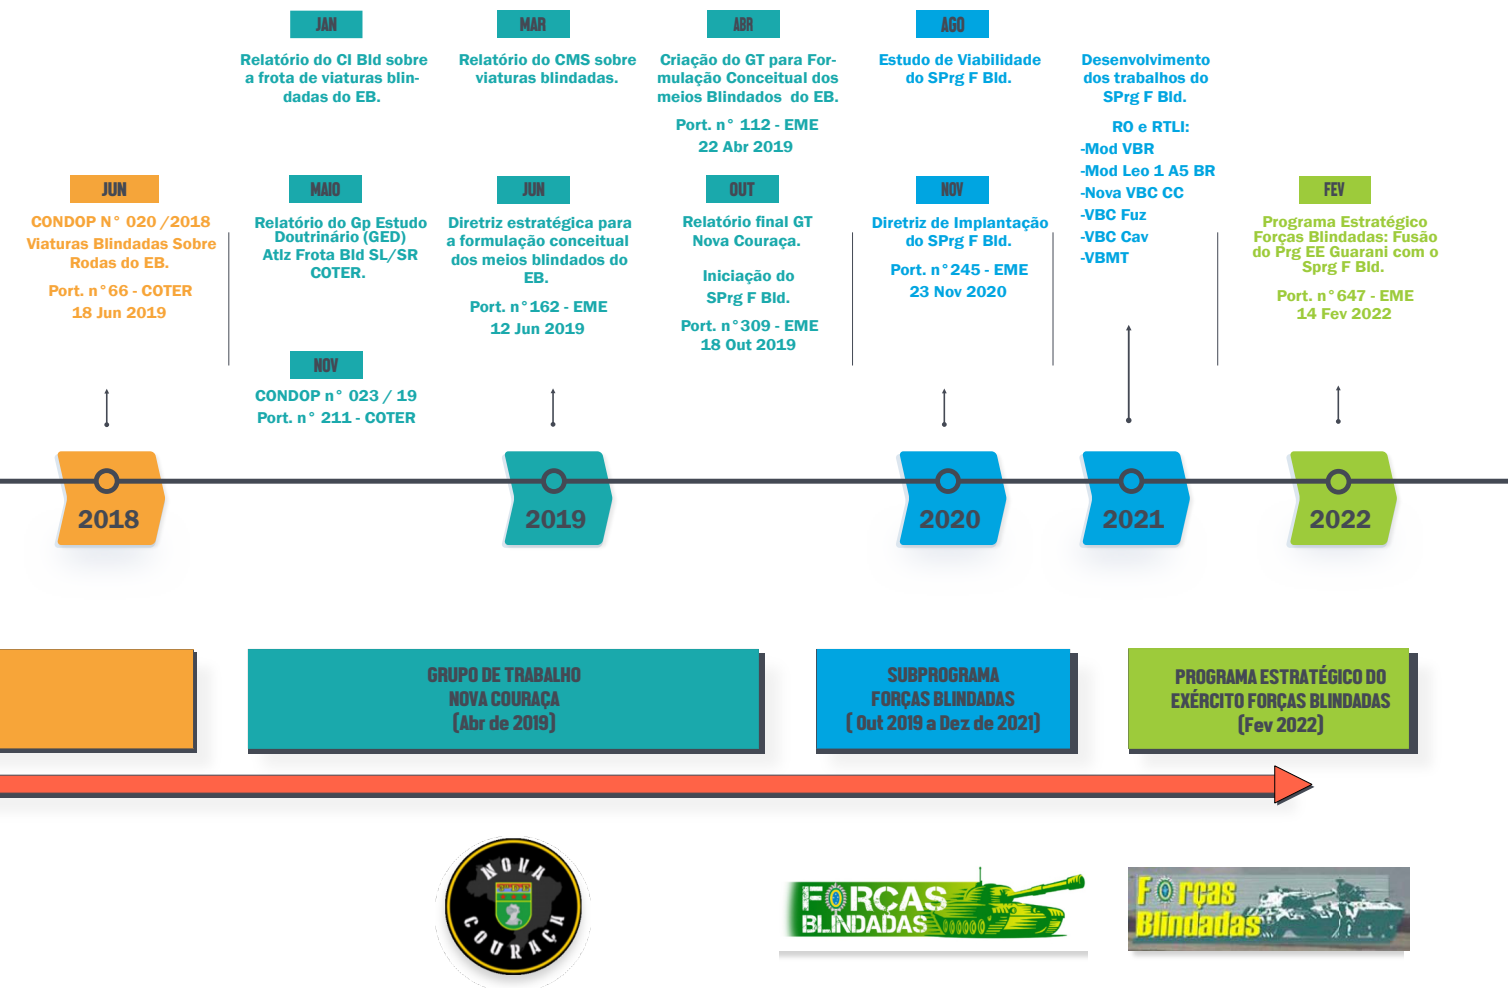 JUN
CONDOP N° 020 /2018
Viaturas Blindadas Sobre
Rodas do EB.
Port. n°66 - COTER
18 Jun 2019
JAN
Relatório do CI Bld sobre
a frota de viaturas blin-
dadas do EB.
MAIO
Relatório do Gp Estudo
Doutrinário (GED)
Atlz Frota Bld SL/SR
COTER.
NOV
CONDOP n° 023 / 19
Port. n° 211 - COTER
MAR
Relatório do CMS sobre
viaturas blindadas.
JUN
Diretriz estratégica para
a formulação conceitual
dos meios blindados do
EB.
Port. n°162 - EME
12 Jun 2019
ABR
Criação do GT para For-
mulação Conceitual dos
meios Blindados do EB.
Port. n° 112 - EME
22 Abr 2019
OUT
Relatório final GT
Nova Couraça.
Iniciação do
SPrg F Bld.
Port. n°309 - EME
18 Out 2019
AGO
Estudo de Viabilidade
do SPrg F Bld.
NOV
Diretriz de Implantação
do SPrg F Bld.
Port. n°245 - EME
23 Nov 2020
Desenvolvimento
dos trabalhos do
SPrg F Bld.
RO e RTLI:
-Mod VBR
-Mod Leo 1 A5 BR
-Nova VBC CC
-VBC Fuz
-VBC Cav
-VBMT
FEV
Programa Estratégico
Forças Blindadas: Fusão
do Prg EE Guarani com o
Sprg F Bld.
Port. n°647 - EME
14 Fev 2022
2018
2019
2020
2021
2022
GRUPO DE TRABALHO
NOVA COURAÇA
(Abr de 2019)
SUBPROGRAMA
FORÇAS BLINDADAS
( Out 2019 a Dez de 2021)
PROGRAMA ESTRATÉGICO DO
EXÉRCITO FORÇAS BLINDADAS
(Fev 2022)
NOVA
COURAÇA
FORÇAS
BLINDADAS
Forças
Blindadas